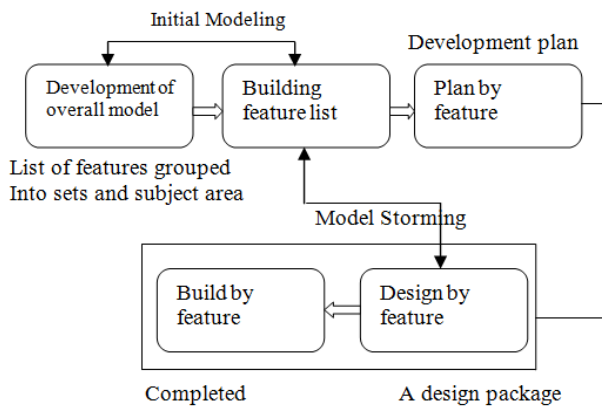 Initial Modeling
Development plan
Development of
overall model
Building
feature list
Plan by
feature
List of features grouped
Into sets and subject area
Model Storming
Build by
feature
Design by
feature
Completed
A design package